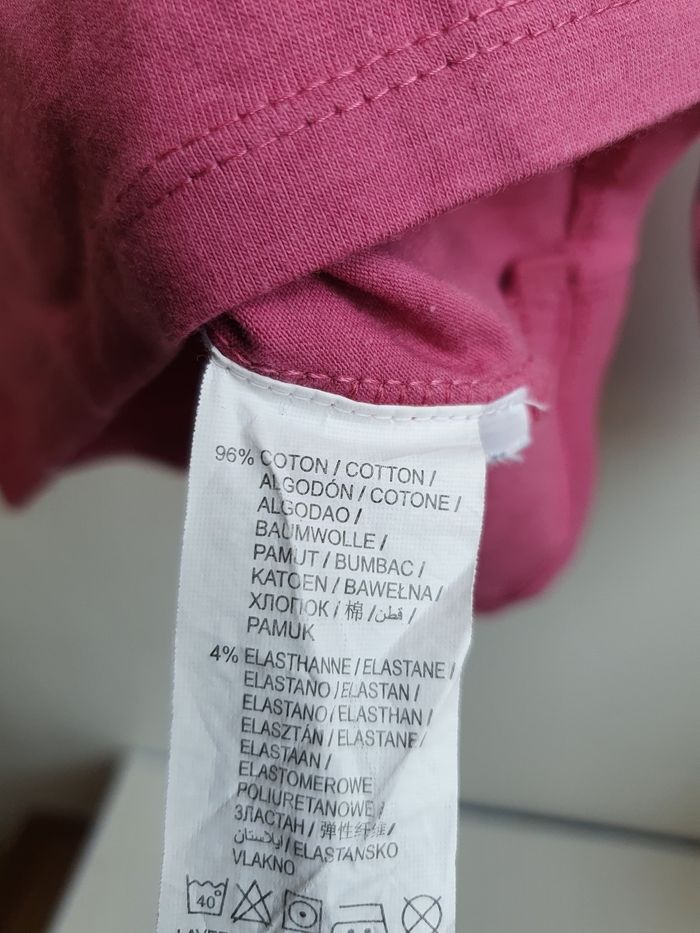 96% COTON / COTTON /
ALGODÓN / COTONE /
ALGODAO /
BAUMWOLLE /
PAMUT / BUMBAC /
KATOEN / BAWEŁNA /
ХЛОПОК / 棉 / قطن /
PAMUK
4% ELASTHANNE / ELASTANE /
ELASTANO / ELASTAN /
ELASTANO / ELASTHAN /
ELASZTÁN / ELASTANE /
ELASTAAN /
ELASTOMEROWE
POLIURETANOWE /
ЭЛАСТАН / 弹性纤维 /
إيلاستان / ELASTANSKO
VLAKNO
40°